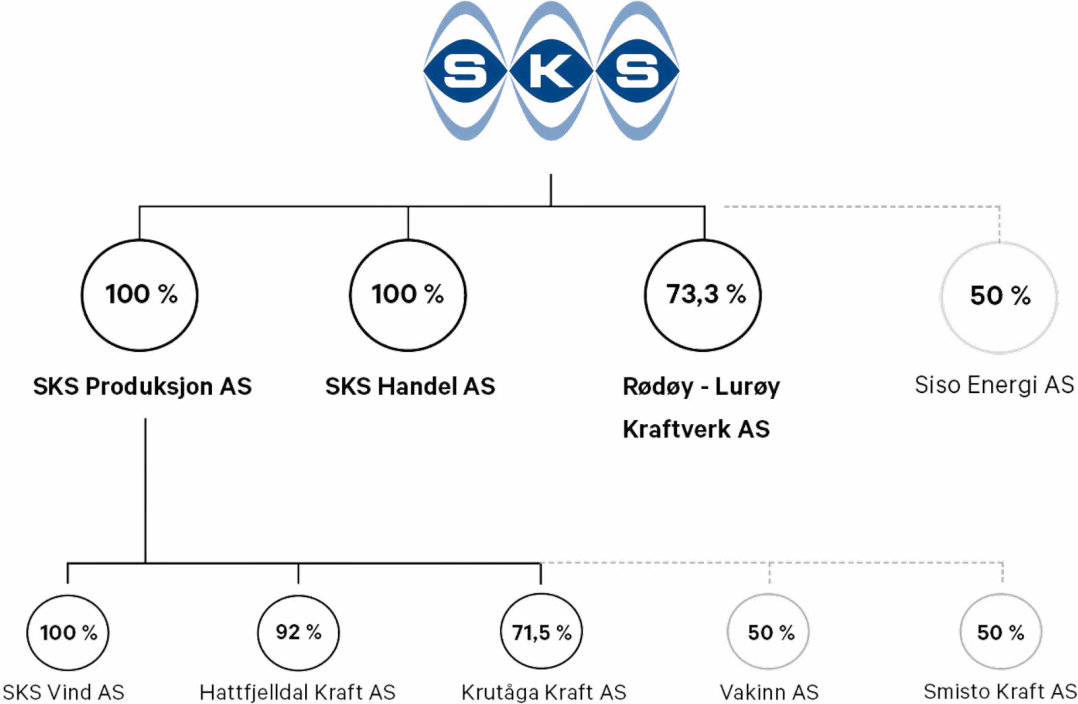 SKS
100 %
100 %
73,3 %
50 %
SKS Produksjon AS
SKS Handel AS
Rødøy - Lurøy
Kraftverk AS
Siso Energi AS
100 %
92 %
71,5 %
50 %
50 %
SKS Vind AS
Hattfjelldal Kraft AS
Krutåga Kraft AS
Vakinn AS
Smisto Kraft AS